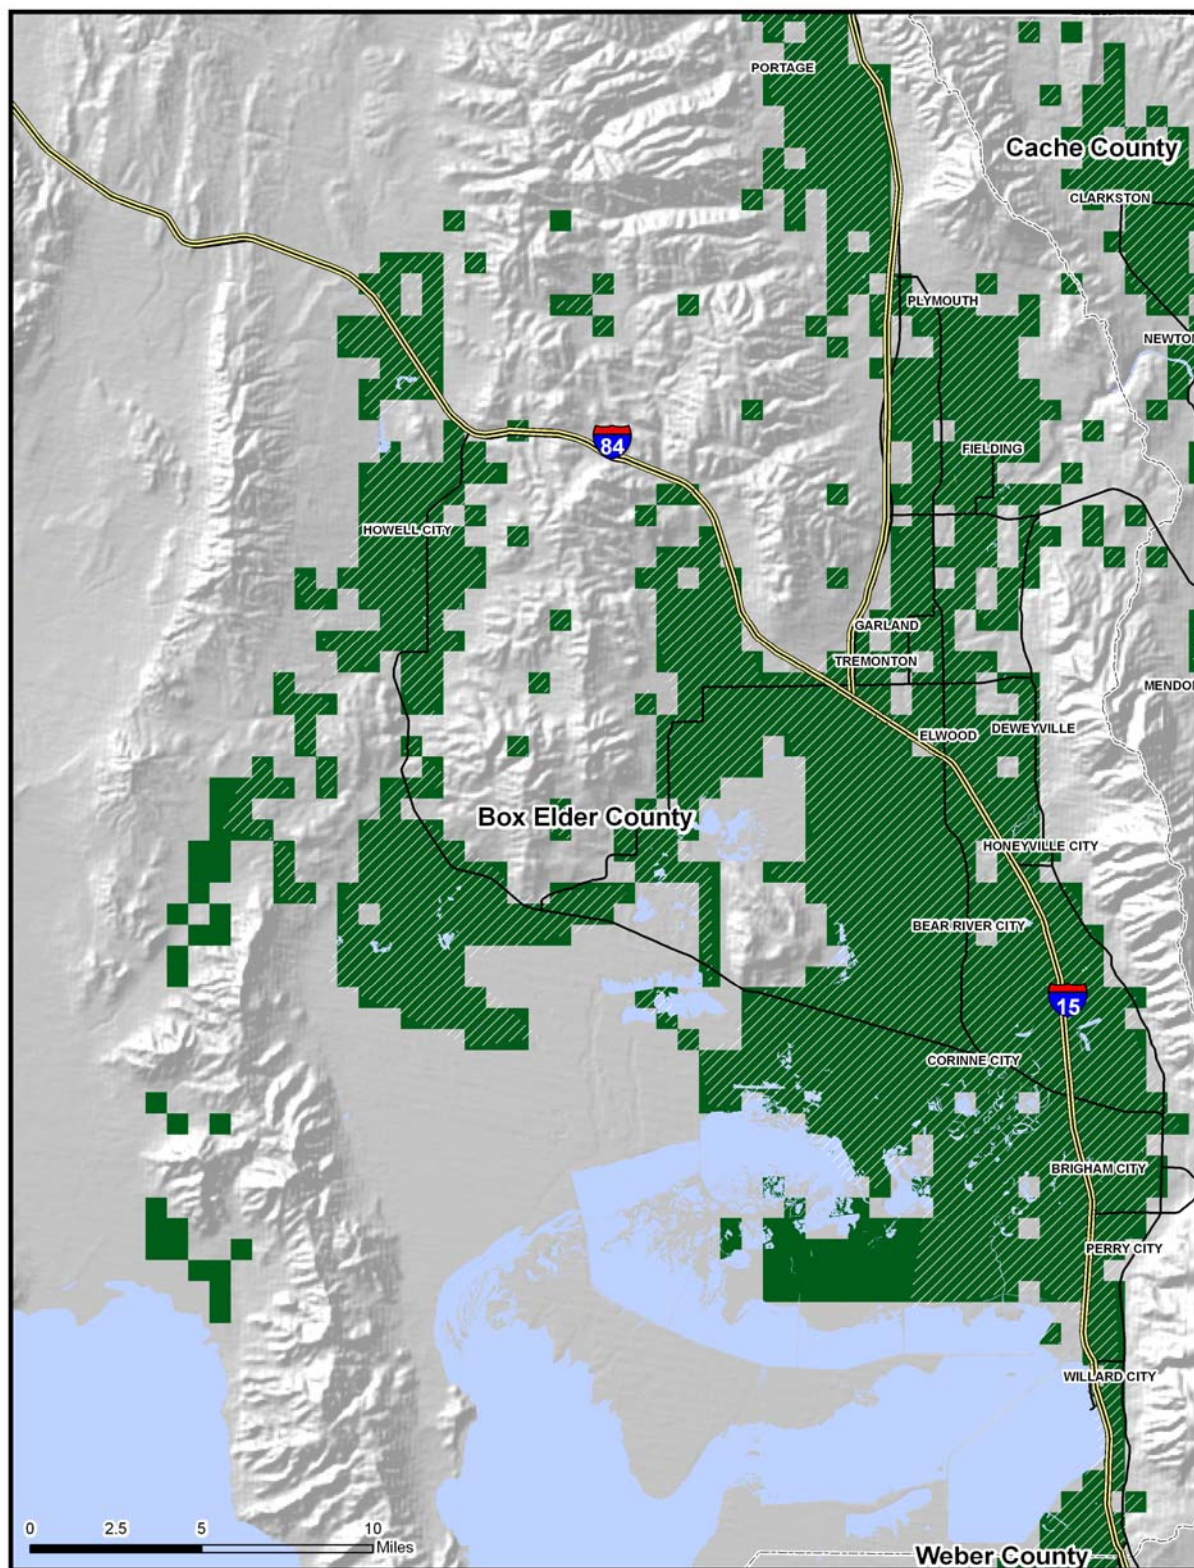 PORTAGE
Cache County
CLARKSTON
PLYMOUTH
NEWTON
84
FIELDING
HOWELL CITY
GARLAND
TREMONTON
MENDON
DEWEYVILLE
ELWOOD
Box Elder County
HONEYVILLE CITY
BEAR RIVER CITY
15
CORINNE CITY
BRIGHAM CITY
PERRY CITY
WILLARD CITY
0 2.5 5 10
Miles
Weber County